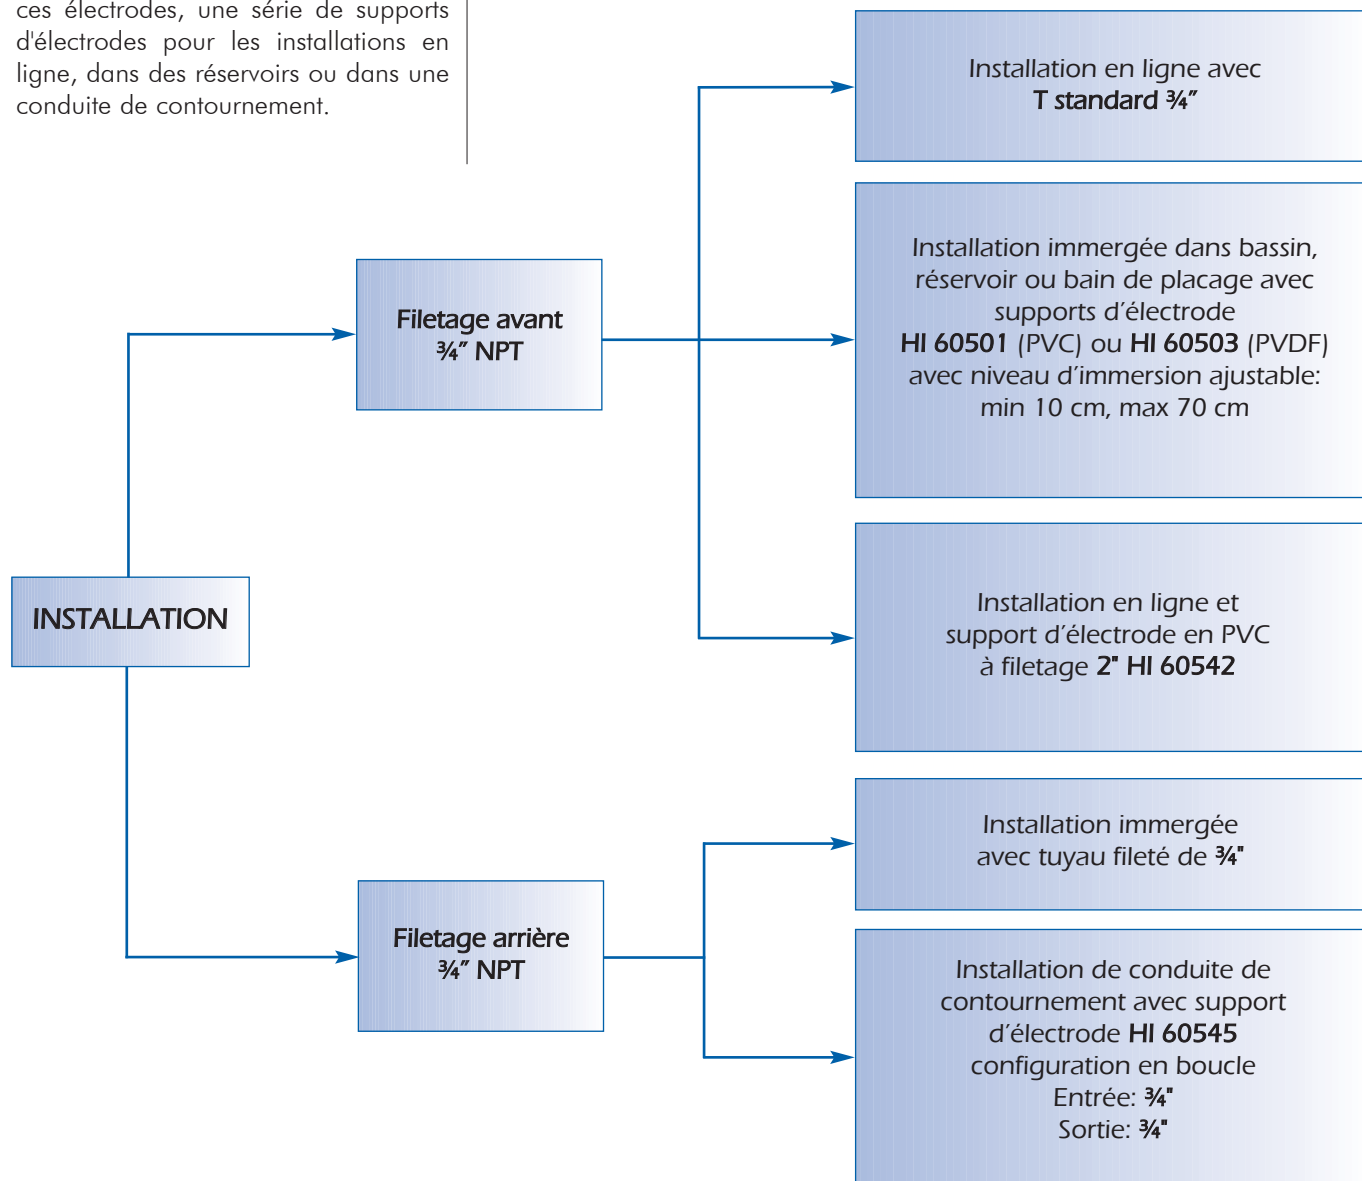 ces électrodes, une série de supports
d'électrodes pour les installations en
ligne, dans des réservoirs ou dans une
conduite de contournement.
INSTALLATION
Filetage avant
¾” NPT
Installation en ligne avec
T standard ¾”
Installation immergée dans bassin,
réservoir ou bain de placage avec
supports d’électrode
HI 60501 (PVC) ou HI 60503 (PVDF)
avec niveau d’immersion ajustable:
min 10 cm, max 70 cm
Installation en ligne et
support d’électrode en PVC
à filetage 2" HI 60542
Filetage arrière
¾” NPT
Installation immergée
avec tuyau fileté de ¾"
Installation de conduite de
contournement avec support
d’électrode HI 60545
configuration en boucle
Entrée: ¾"
Sortie: ¾"